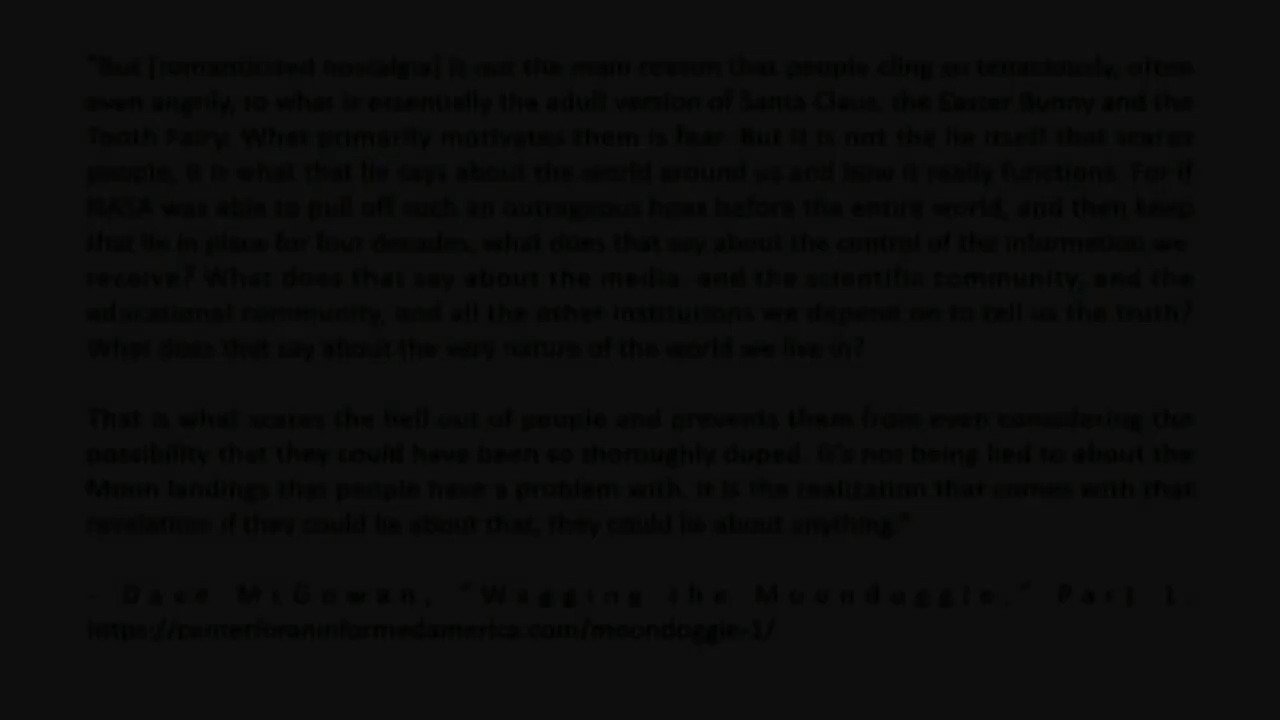 "But [romanticized nostalgia] is not the main reason that people cling so tenaciously, often
even angrily, to what is essentially the adult version of Santa Claus, the Easter Bunny and the
Tooth Fairy. What primarily motivates them is fear. But it is not the lie itself that scares
people; it is what that lie says about the world around us and how it really functions. For if
NASA was able to pull off such an outrageous hoax before the entire world, and then keep
that lie in place for four decades, what does that say about the control of the information we
receive? What does that say about the media, and the scientific community, and the
educational community, and all the other institutions we depend on to tell us the truth?
What does that say about the very nature of the world we live in?
That is what scares the hell out of people and prevents them from even considering the
possibility that they could have been so thoroughly duped. It's not being lied to about the
Moon landings that people have a problem with, it is the realization that comes with that
revelation: if they could lie about that, they could lie about anything."
- Dave McGowan, "Wagging the Moondoggie," Part 1.
https://centerforaninformedamerica.com/moondoggie-1/